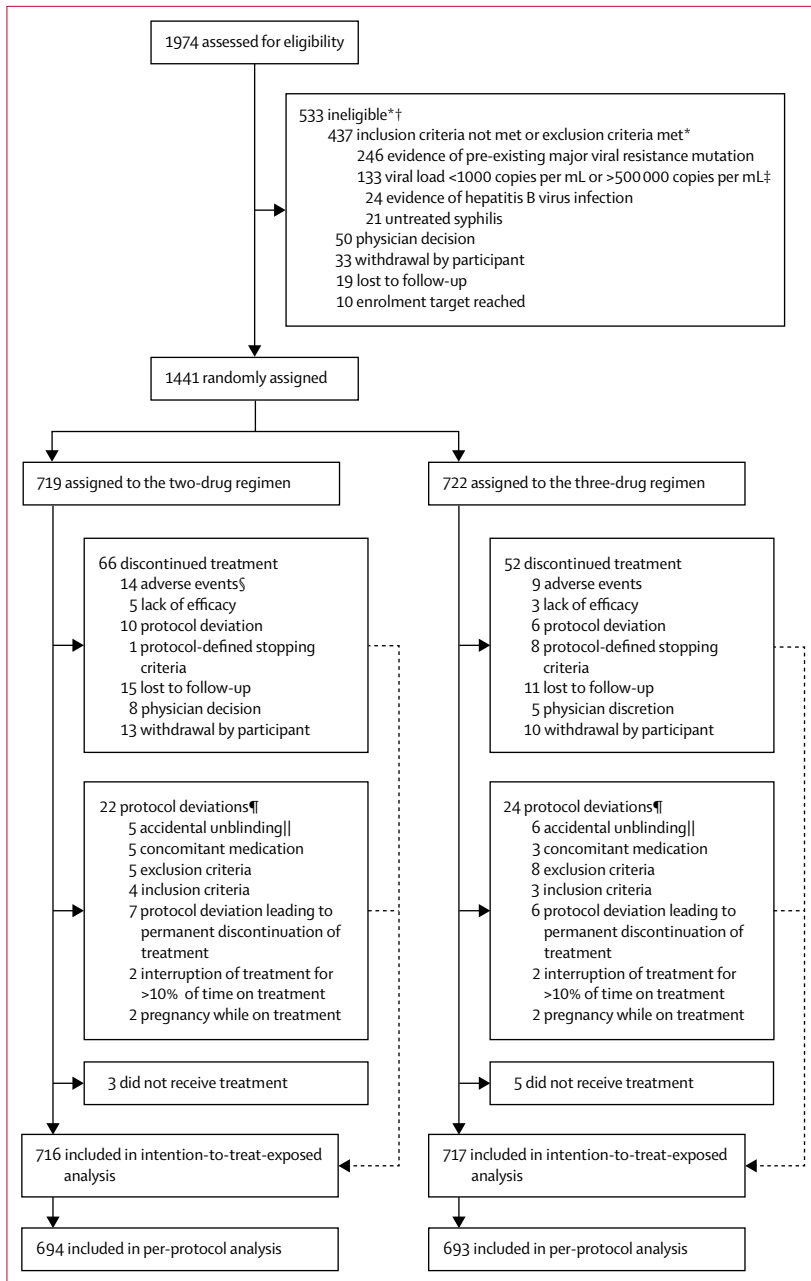 1974 assessed for eligibility
533 ineligible*†
437 inclusion criteria not met or exclusion criteria met*
246 evidence of pre-existing major viral resistance mutation
133 viral load <1000 copies per mL or >500 000 copies per mL‡
24 evidence of hepatitis B virus infection
21 untreated syphilis
50 physician decision
33 withdrawal by participant
19 lost to follow-up
10 enrolment target reached
1441 randomly assigned
719 assigned to the two-drug regimen
66 discontinued treatment
14 adverse events§
5 lack of efficacy
10 protocol deviation
1 protocol-defined stopping
criteria
15 lost to follow-up
8 physician decision
13 withdrawal by participant
22 protocol deviations¶
5 accidental unblinding||
5 concomitant medication
5 exclusion criteria
4 inclusion criteria
7 protocol deviation leading to
permanent discontinuation of
treatment
2 interruption of treatment for
>10% of time on treatment
2 pregnancy while on treatment
3 did not receive treatment
716 included in intention-to-treat-exposed
analysis
694 included in per-protocol analysis
722 assigned to the three-drug regimen
52 discontinued treatment
9 adverse events
3 lack of efficacy
6 protocol deviation
8 protocol-defined stopping
criteria
11 lost to follow-up
5 physician discretion
10 withdrawal by participant
24 protocol deviations¶
6 accidental unblinding||
3 concomitant medication
8 exclusion criteria
3 inclusion criteria
6 protocol deviation leading to
permanent discontinuation of
treatment
2 interruption of treatment for
>10% of time on treatment
2 pregnancy while on treatment
5 did not receive treatment
717 included in intention-to-treat-exposed
analysis
693 included in per-protocol analysis